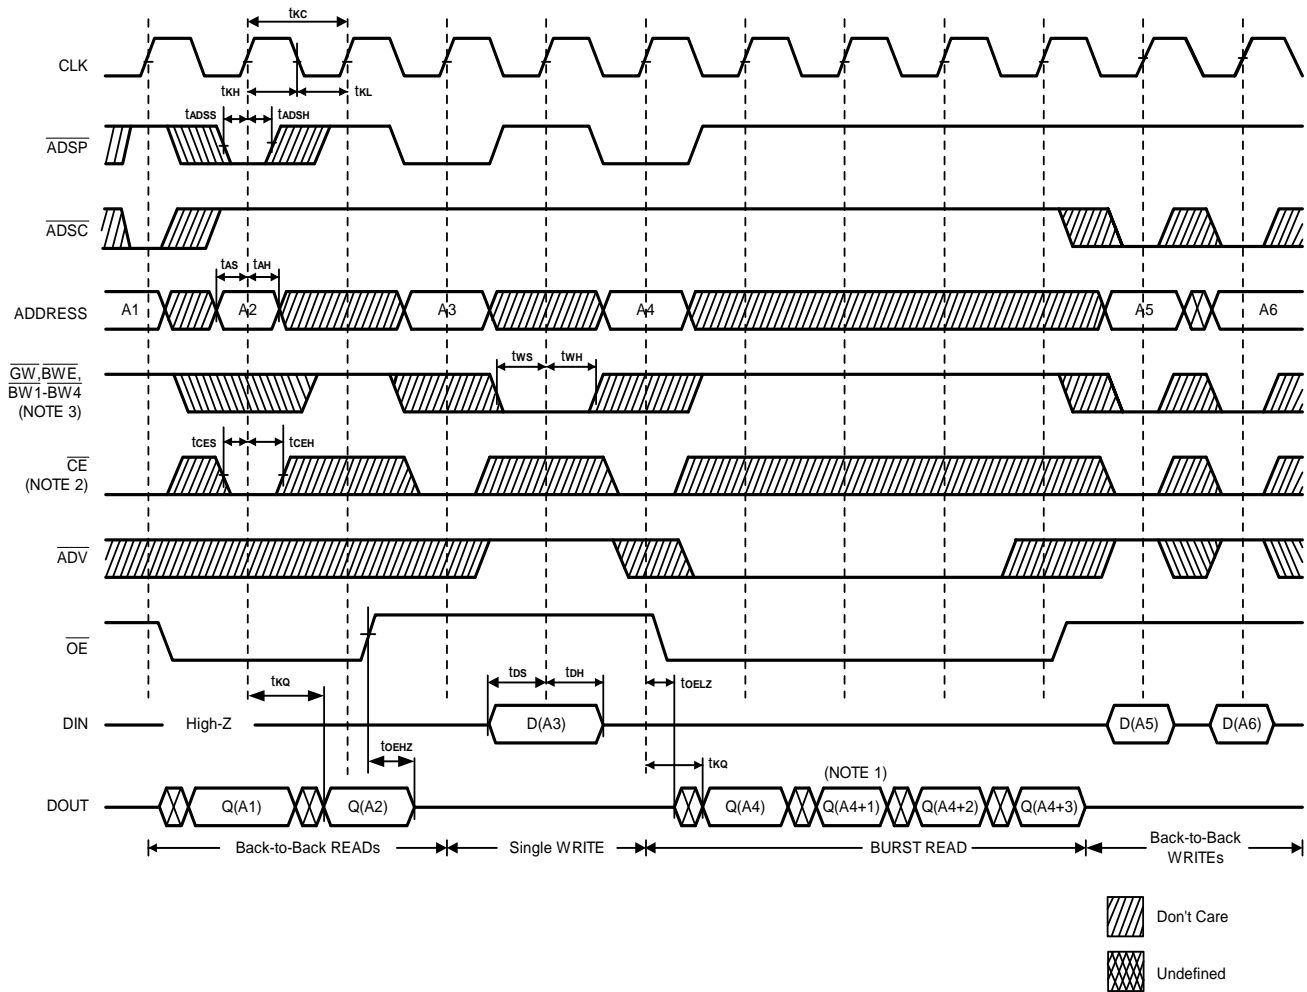 tKC
CLK
tKH
tKL
tADSS
tADSH
ADSP
ADSC
tAS
tAH
ADDRESS
A1
A2
A3
A4
A5
A6
GW,BWE,
BW1-BW4
(NOTE 3)
tWS
tWH
tCES
tCEH
CE
(NOTE 2)
ADV
OE
tKQ
tDS
tDH
tOELZ
DIN
High-Z
D(A3)
D(A5)
D(A6)
tOEHZ
tKQ
(NOTE 1)
DOUT
Q(A1)
Q(A2)
Q(A4)
Q(A4+1)
Q(A4+2)
Q(A4+3)
Back-to-Back READs
Single WRITE
BURST READ
Back-to-Back
WRITEs
Don't Care
Undefined